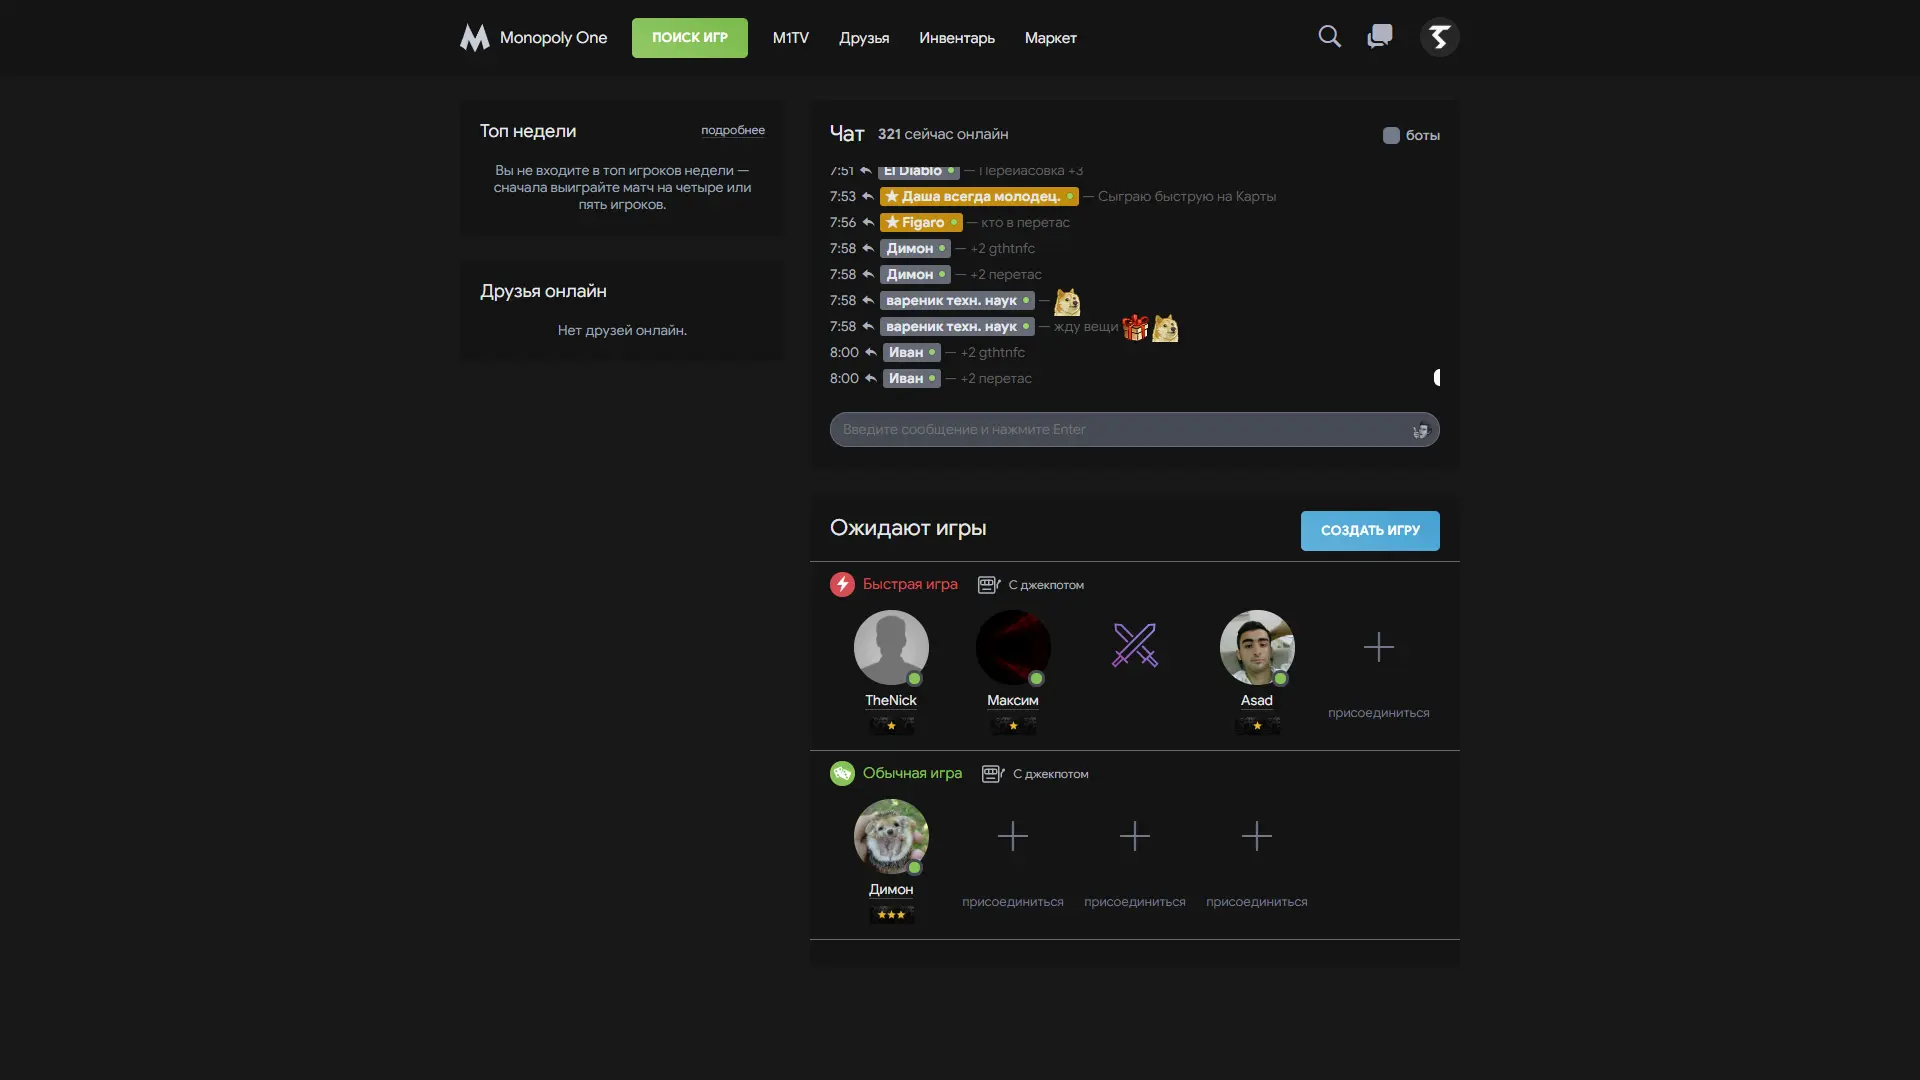 Monopoly One
ПОИСК ИГР
M1TV
Друзья
Инвентарь
Маркет
Топ недели
подробнее
Вы не входите в топ игроков недели —
сначала выиграйте матч на четыре или
пять игроков.
Друзья онлайн
Нет друзей онлайн.
Чат 321 сейчас онлайн
боты
7:51 El Diablo — Переиасовка +3
7:53 Даша всегда молодец. — Сыграю быструю на Карты
7:56 Figaro — кто в перетас
7:58 Димон — +2 gthtnfc
7:58 Димон — +2 перетас
7:58 вареник техн. наук —
7:58 вареник техн. наук — жду вещи
8:00 Иван — +2 gthtnfc
8:00 Иван — +2 перетас
Введите сообщение и нажмите Enter
Ожидают игры
СОЗДАТЬ ИГРУ
Быстрая игра
С джекпотом
TheNick
Максим
Asad
присоединиться
Обычная игра
С джекпотом
Димон
присоединиться
присоединиться
присоединиться